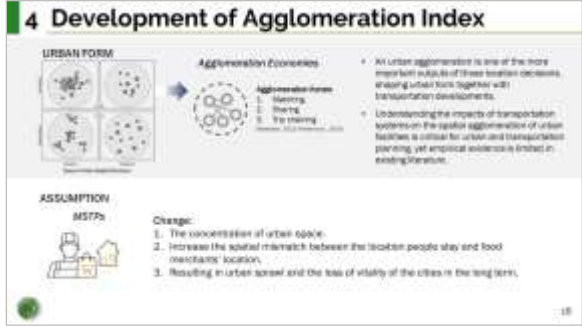 4 Development of Agglomeration Index
URBAN FORM
Agglomeration Economies
Agglomeration forces
1. Matching
2. Sharing
3. Trip chaining
• An urban agglomeration is one of the more
important outputs of those location decisions,
shaping urban form together with
transportation developments.
• Understanding the impacts of transportation
systems on the spatial agglomeration of urban
facilities is critical for urban and transportation
planning, yet empirical evidence is limited in
existing literature.
ASSUMPTION
MSTPs
Change:
1. The concentration of urban space.
2. Increase the spatial mismatch between the location people stay and food
merchants' location.
3. Resulting in urban sprawl and the loss of vitality of the cities in the long term.
18